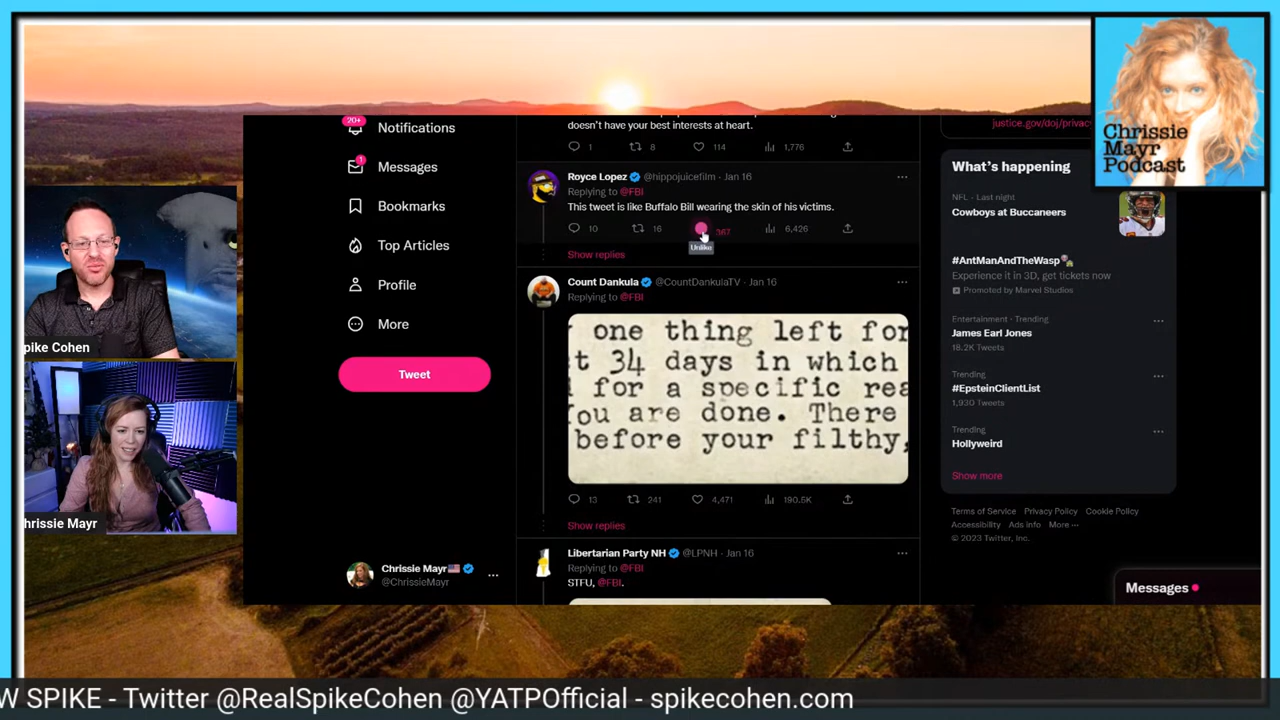 20+
Notifications
1
Messages
Bookmarks
Top Articles
Profile
More
Tweet
Chrissie Mayr
@ChrissieMayr
doesn't have your best interests at heart.
1 8 114 1,776
Royce Lopez @hippojuicefilm · Jan 16
Replying to @FBI
This tweet is like Buffalo Bill wearing the skin of his victims.
10 16 367 6,426
Unlike
Show replies
Count Dankula @CountDankulaTV · Jan 16
Replying to @FBI
one thing left for
t 34 days in which
for a specific rea
ou are done. There
before your filthy,
13 241 4,471 190.5K
Show replies
Libertarian Party NH @LPNH · Jan 16
Replying to @FBI
STFU, @FBI.
justice.gov/doj/privac
What's happening
NFL · Last night
Cowboys at Buccaneers
#AntManAndTheWasp
Experience it in 3D, get tickets now
Promoted by Marvel Studios
Entertainment · Trending
James Earl Jones
18.2K Tweets
Trending
#EpsteinClientList
1,930 Tweets
Trending
Hollyweird
Show more
Terms of Service Privacy Policy Cookie Policy
Accessibility Ads info More ···
© 2023 Twitter, Inc.
Messages
Chrissie
Mayr
Podcast
pike Cohen
hrissie Mayr
W SPIKE - Twitter @RealSpikeCohen @YATPOfficial - spikecohen.com